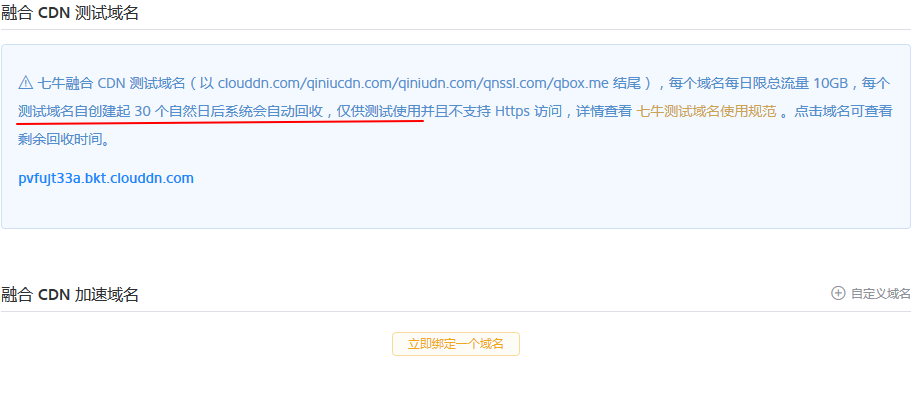 融合 CDN 测试域名
七牛融合 CDN 测试域名（以 clouddn.com/qiniucdn.com/qiniudn.com/qnssl.com/qbox.me 结尾），每个域名每日限总流量 10GB，每个
测试域名自创建起 30 个自然日后系统会自动回收，仅供测试使用并且不支持 Https 访问，详情查看 七牛测试域名使用规范 。点击域名可查看
剩余回收时间。
pvfujt33a.bkt.clouddn.com
融合 CDN 加速域名
自定义域名
立即绑定一个域名